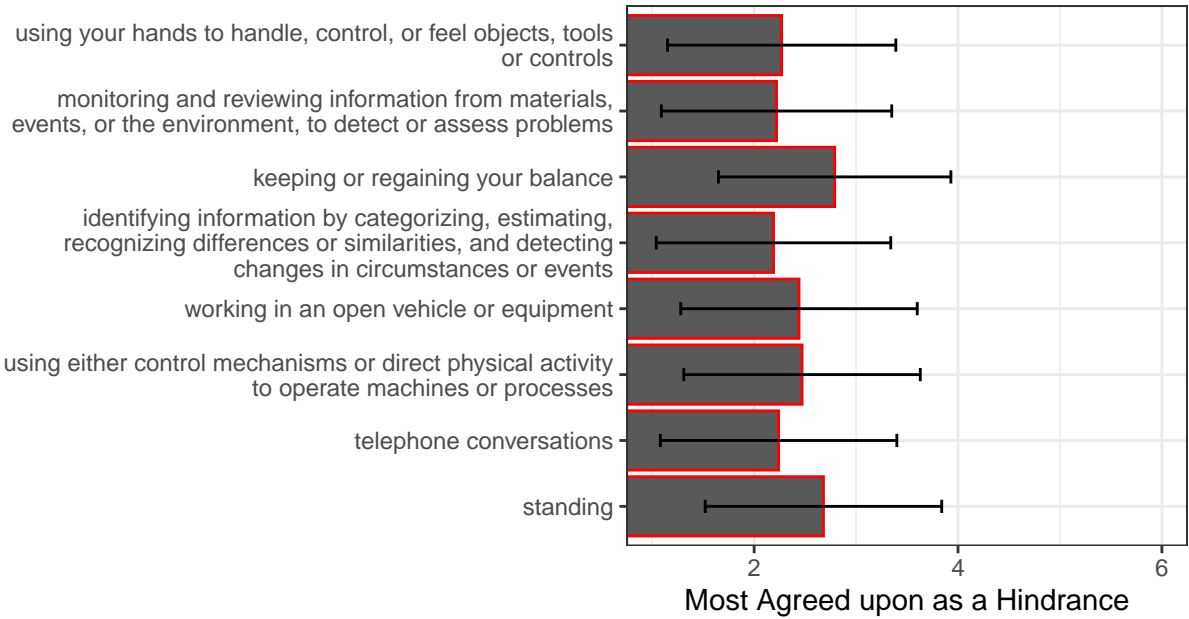 using your hands to handle, control, or feel objects, tools
or controls
monitoring and reviewing information from materials,
events, or the environment, to detect or assess problems
keeping or regaining your balance
identifying information by categorizing, estimating,
recognizing differences or similarities, and detecting
changes in circumstances or events
working in an open vehicle or equipment
using either control mechanisms or direct physical activity
to operate machines or processes
telephone conversations
standing
2 4 6
Most Agreed upon as a Hindrance